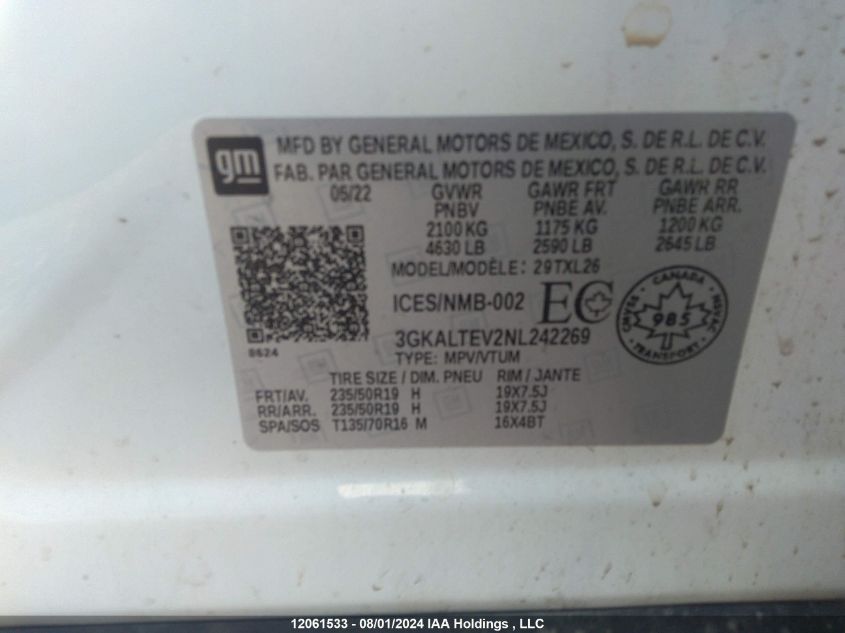 gm
MFD BY GENERAL MOTORS DE MEXICO, S. DE R.L. DE C.V.
FAB. PAR GENERAL MOTORS DE MEXICO, S. DE R.L. DE C.V.
05/22 GVWR GAWR FRT GAWR RR
PNBV PNBE AV. PNBE ARR.
2100 KG 1175 KG 1200 KG
4630 LB 2590 LB 2645 LB
MODEL/MODÈLE: 29TXL26
ICES/NMB-002 EC
CANADA
CMVSS 985 NSVAC
TRANSPORT
3GKALTEV2NL242269
8624
TYPE: MPV/VTUM
TIRE SIZE / DIM. PNEU RIM / JANTE
FRT/AV. 235/50R19 H 19X7.5J
RR/ARR. 235/50R19 H 19X7.5J
SPA/SOS T135/70R16 M 16X4BT
12061533 - 08/01/2024 IAA Holdings , LLC